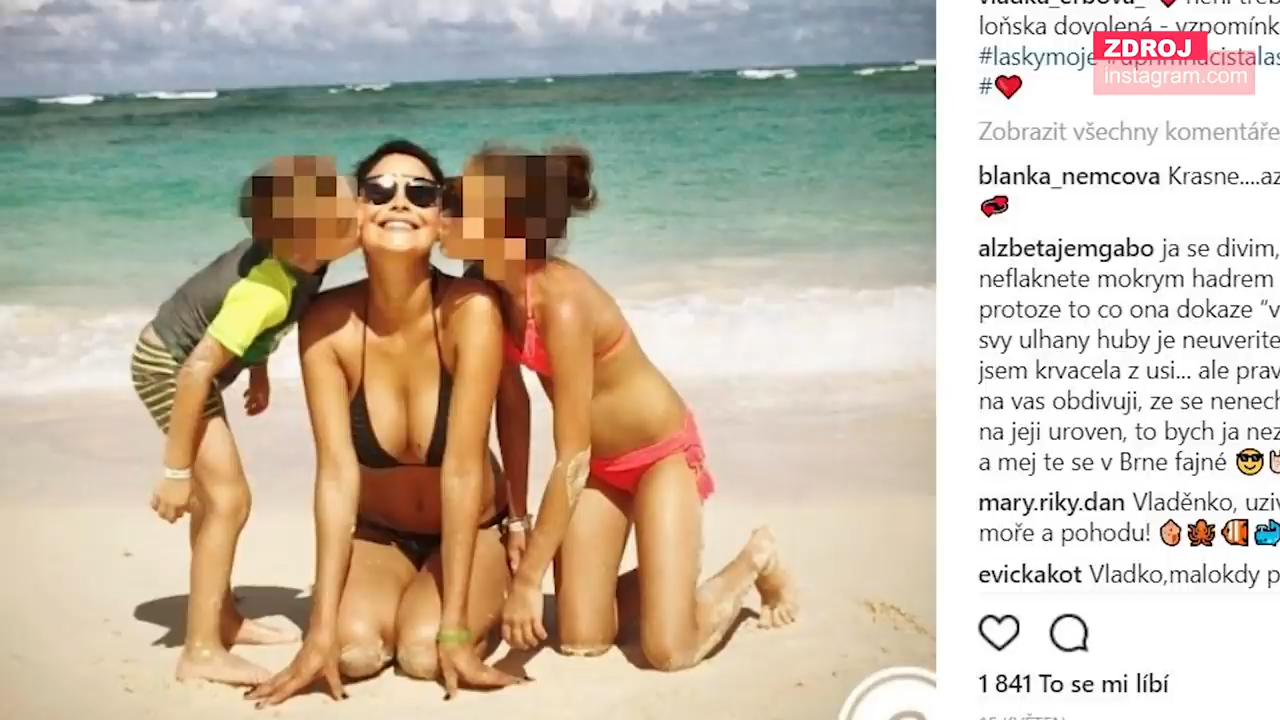 loňska dovolená - vzpomínk
ZDROJ
instagram.com
#laskymoje
#
Zobrazit všechny komentáře
blanka_nemcova Krasne....az
alzbetajemgabo ja se divim,
neflaknete mokrym hadrem
protoze to co ona dokaze “v
svy ulhany huby je neuverite
jsem krvacela z usi... ale prav
na vas obdivuji, ze se nenech
na jeji uroven, to bych ja nez
a mej te se v Brne fajné
mary.riky.dan Vladěnko, uziv
moře a pohodu!
evickakot Vladko,malokdy p
1 841 To se mi líbí